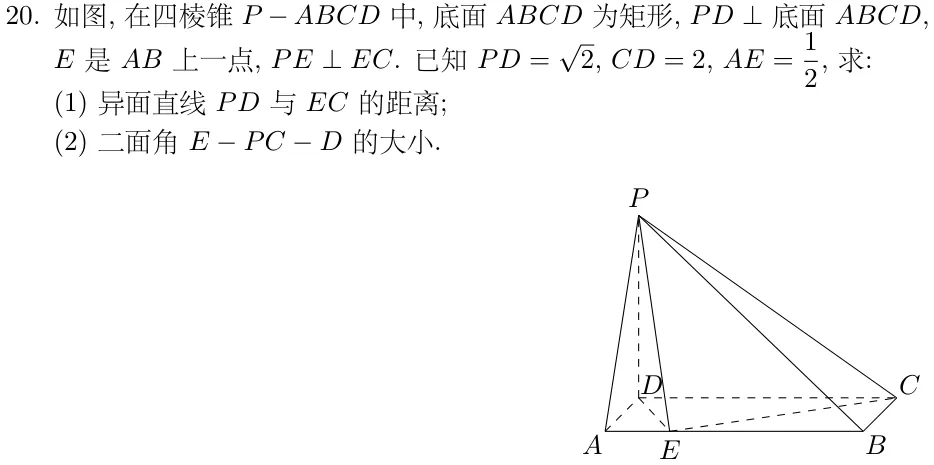 20. 如图, 在四棱锥 P − ABCD 中, 底面 ABCD 为矩形, PD ⊥ 底面 ABCD,
E 是 AB 上一点, PE ⊥ EC. 已知 PD = √2, CD = 2, AE = 1/2, 求:
(1) 异面直线 PD 与 EC 的距离;
(2) 二面角 E − PC − D 的大小.
P
D
C
A
E
B